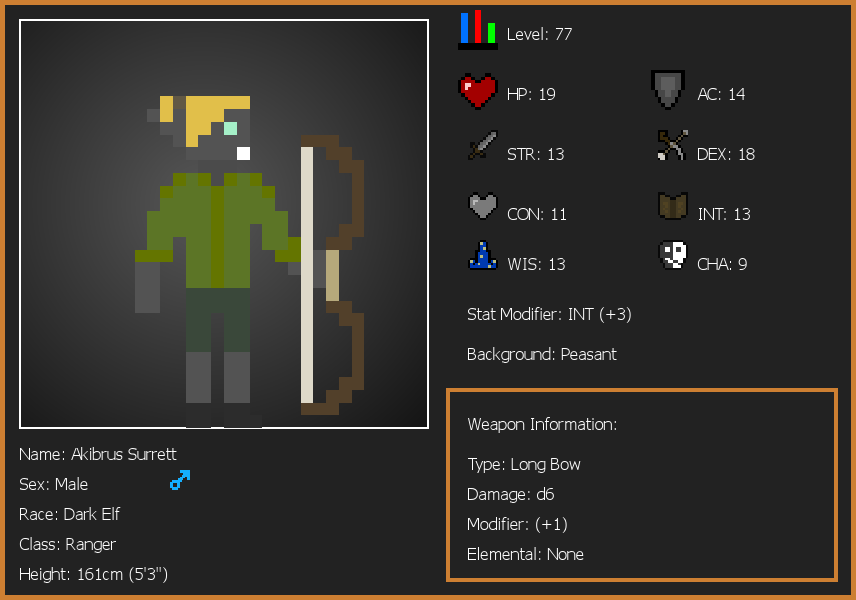 Level: 77
HP: 19
AC: 14
STR: 13
DEX: 18
CON: 11
INT: 13
WIS: 13
CHA: 9
Stat Modifier: INT (+3)
Background: Peasant
Weapon Information:
Type: Long Bow
Damage: d6
Modifier: (+1)
Elemental: None
Name: Akibrus Surrett
Sex: Male
Race: Dark Elf
Class: Ranger
Height: 161cm (5'3")